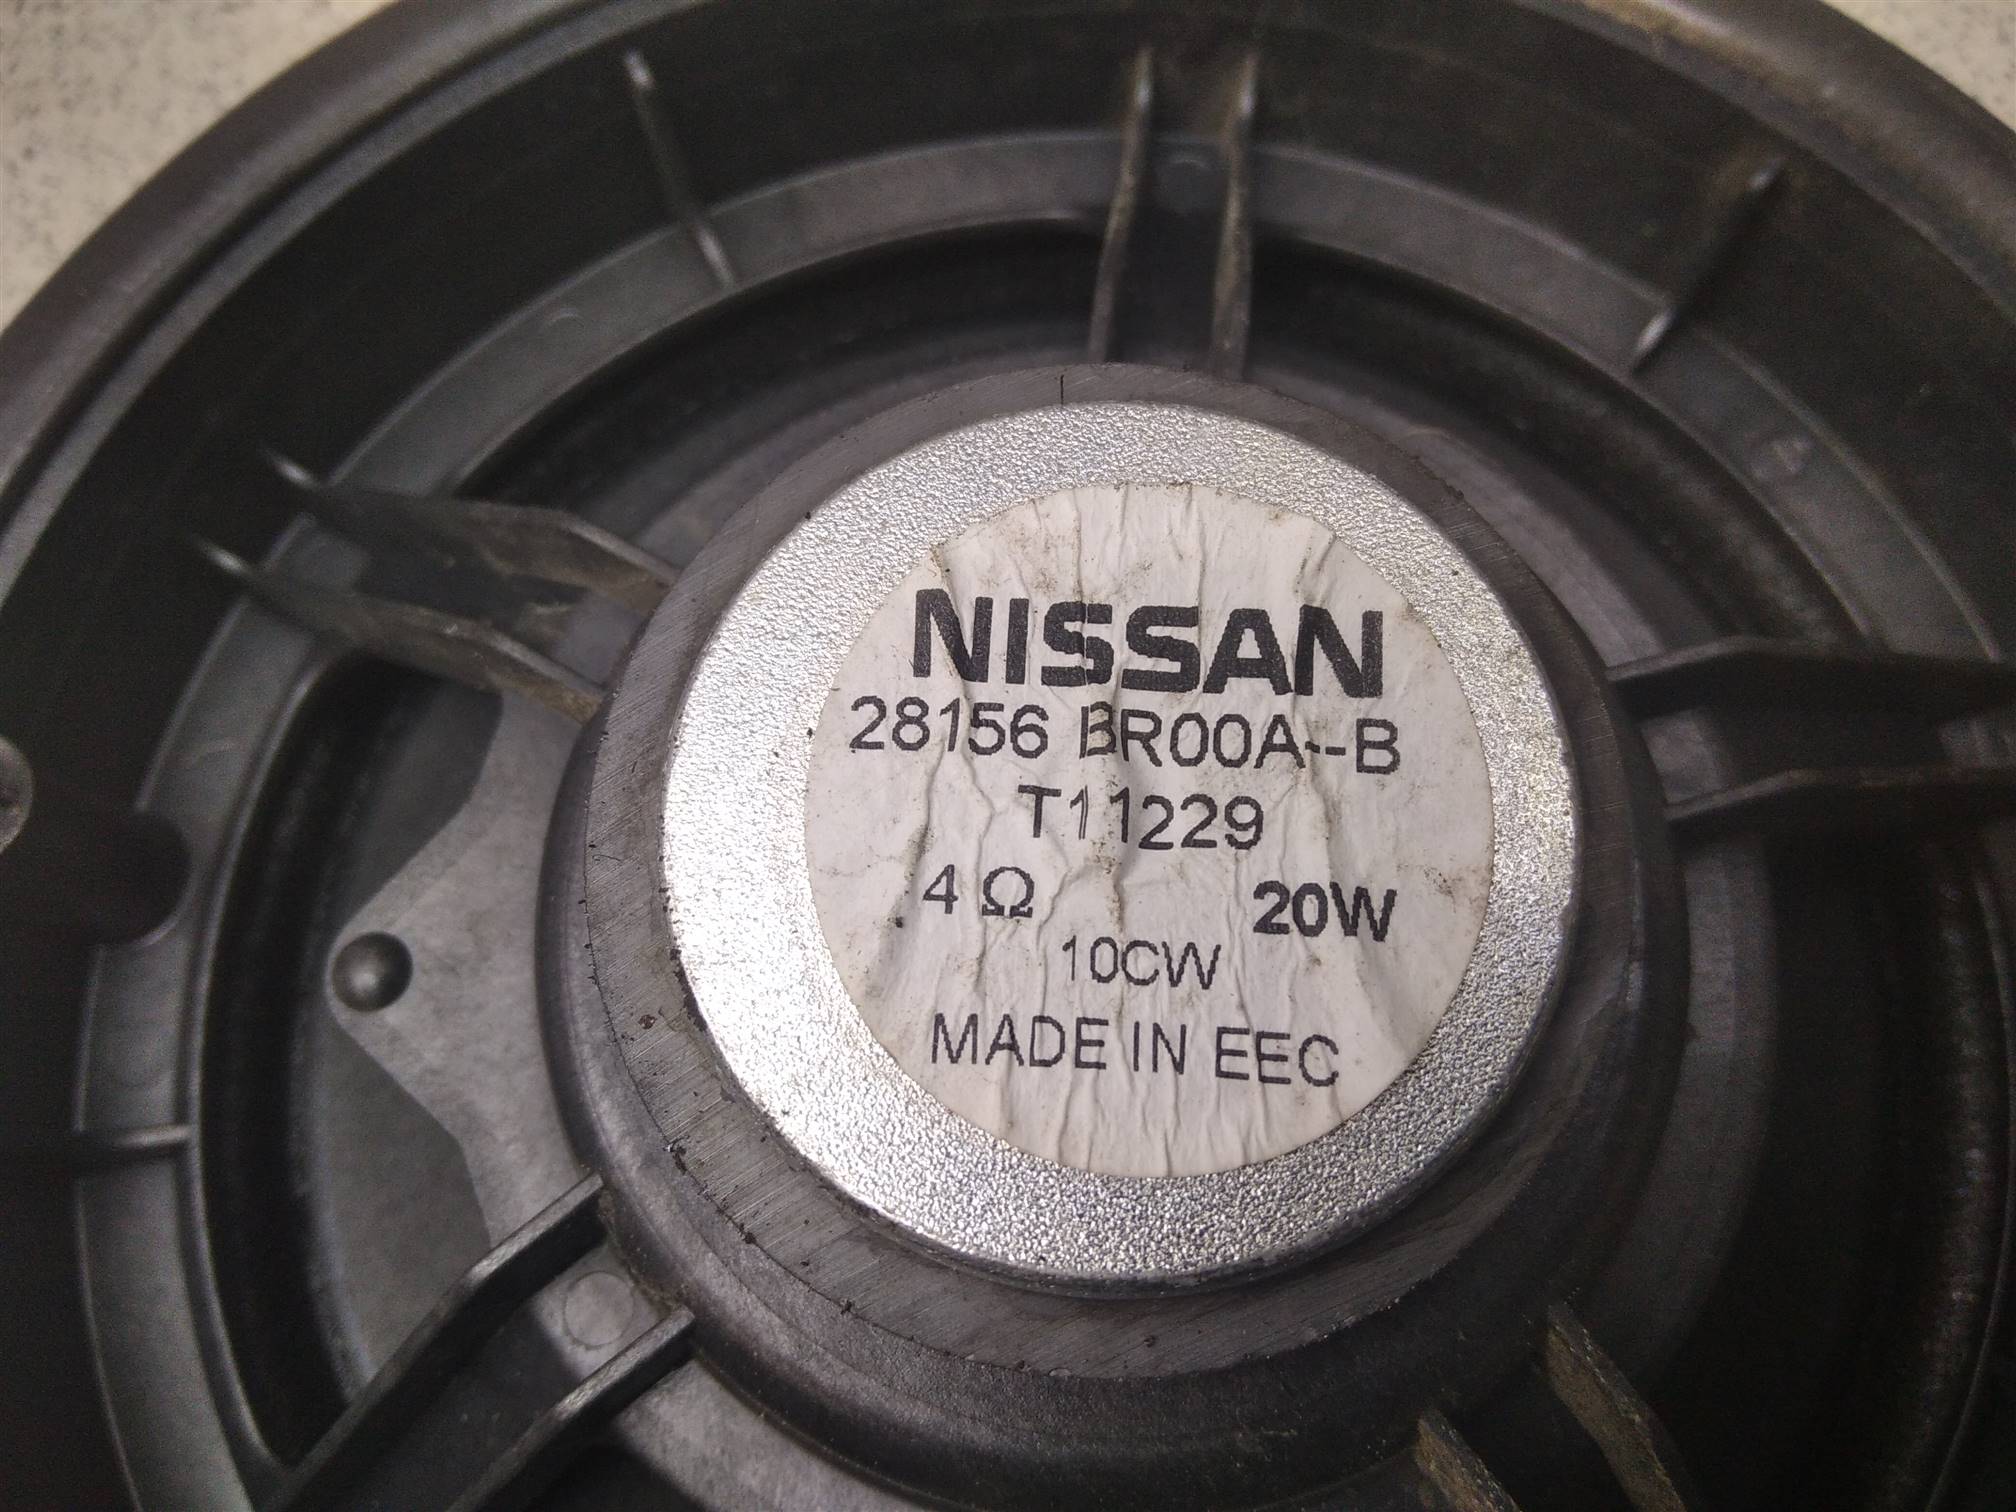 NISSAN
28156 BR00A--B
T11229
4 Ω 20W
10CW
MADE IN EEC